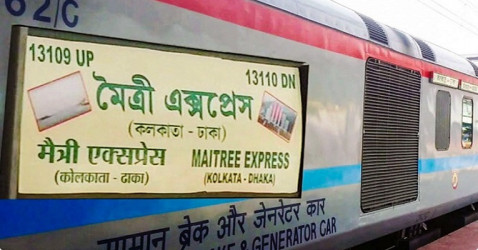 62/C
13109 UP
13110 DN
মৈত্রী এক্সপ্রেস
(কলকাতা - ঢাকা)
मैत्री एक्सप्रेस
(कोलकाता - ढाका)
MAITREE EXPRESS
(KOLKATA - DHAKA)
सामान ब्रेक और जेनरेटर कार
& GENERATOR CAR